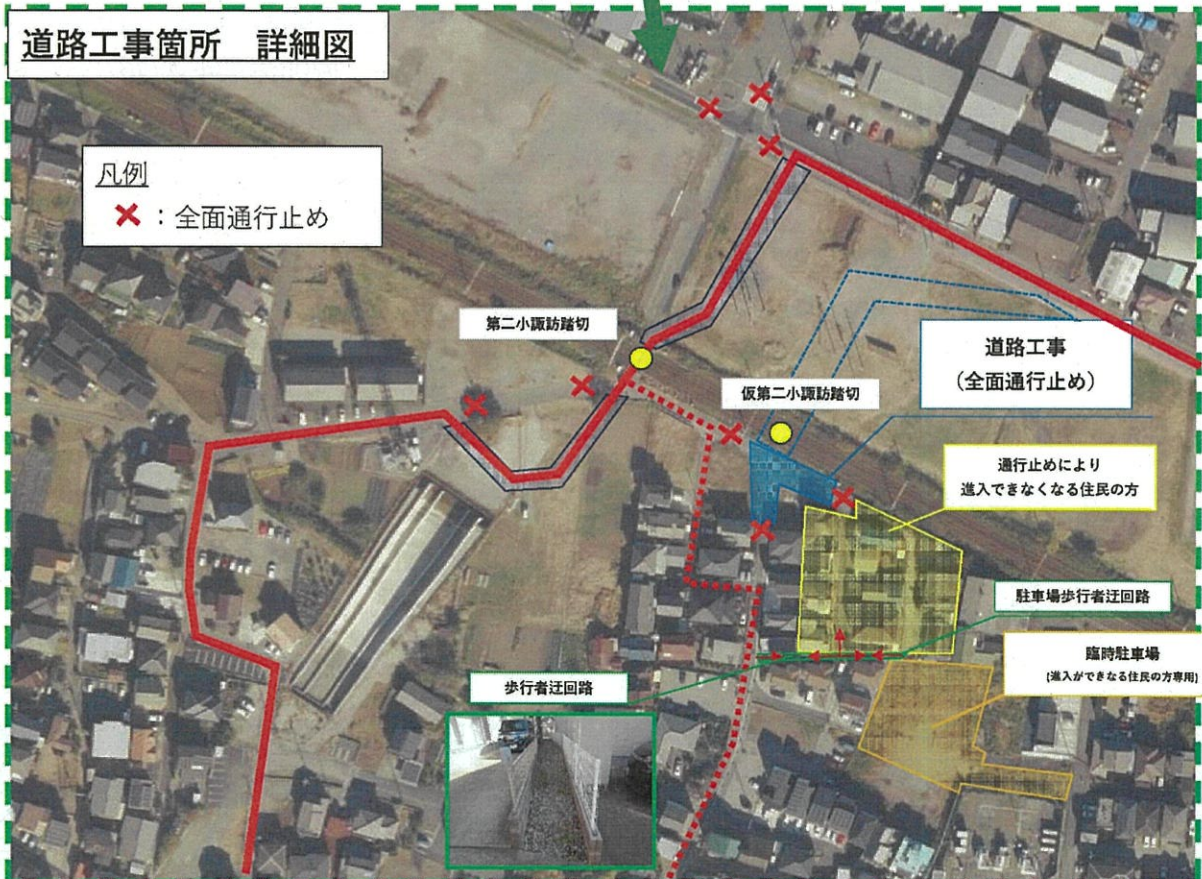 道路工事箇所　詳細図
凡例
×：全面通行止め
第二小諏訪踏切
道路工事
（全面通行止め）
仮第二小諏訪踏切
通行止めにより
進入できなくなる住民の方
駐車場歩行者迂回路
臨時駐車場
(進入ができなる住民の方専用)
歩行者迂回路